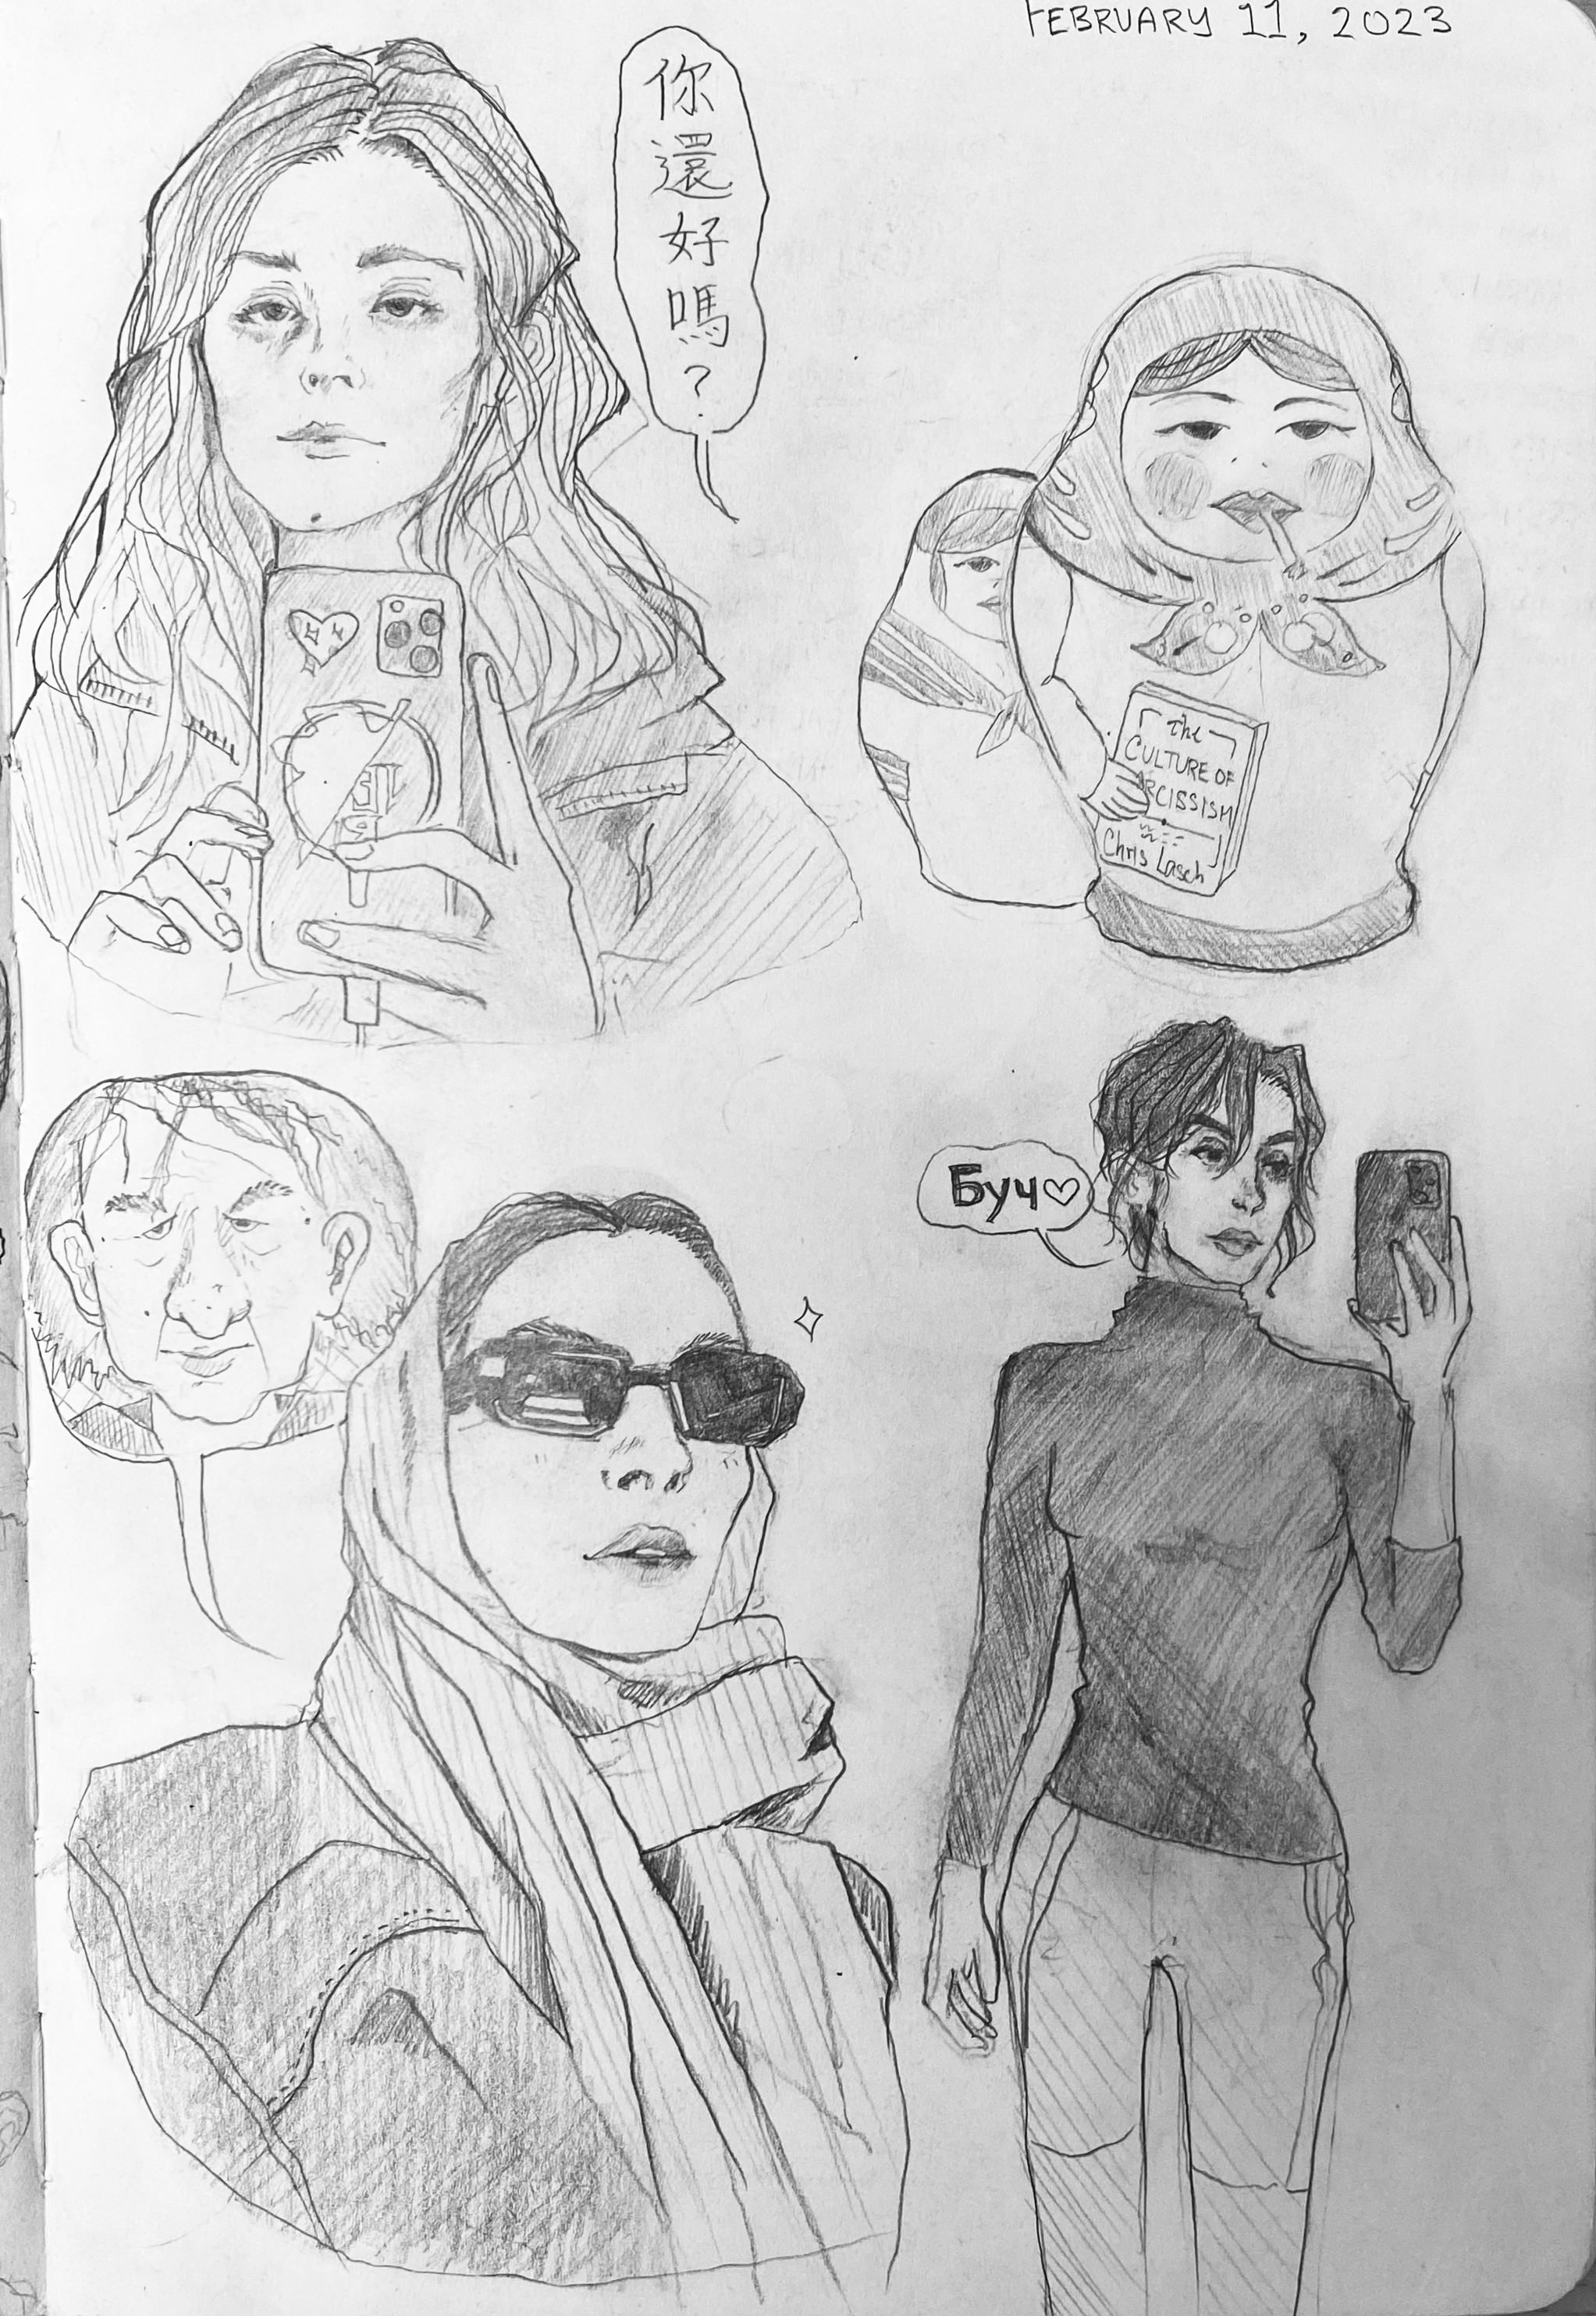 FEBRUARY 11, 2023
你還好嗎?
The
CULTURE OF
ARCISSISM
Chris Lasch
Буч♡